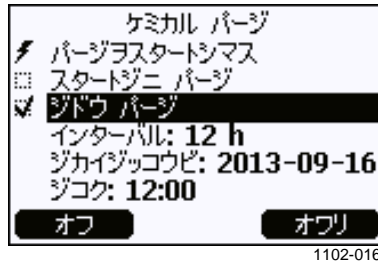 ケミカル パージ
パージヲスタートシマス
スタートジニ パージ
ジドウ パージ
インターバル: 12 h
ジカイジッコウビ: 2013-09-16
ジコク: 12:00
オフ オワリ
1102-016